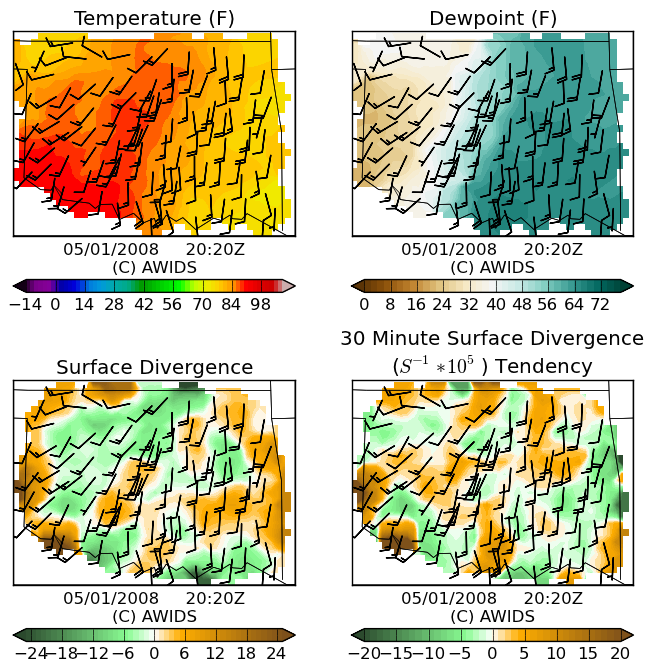 Temperature (F)
Dewpoint (F)
05/01/2008 20:20Z
(C) AWIDS
05/01/2008 20:20Z
(C) AWIDS
−14 0 14 28 42 56 70 84 98
0 8 16 24 32 40 48 56 64 72
Surface Divergence
30 Minute Surface Divergence
(S⁻¹ *10⁵ ) Tendency
05/01/2008 20:20Z
(C) AWIDS
05/01/2008 20:20Z
(C) AWIDS
−24 −18 −12 −6 0 6 12 18 24
−20 −15 −10 −5 0 5 10 15 20